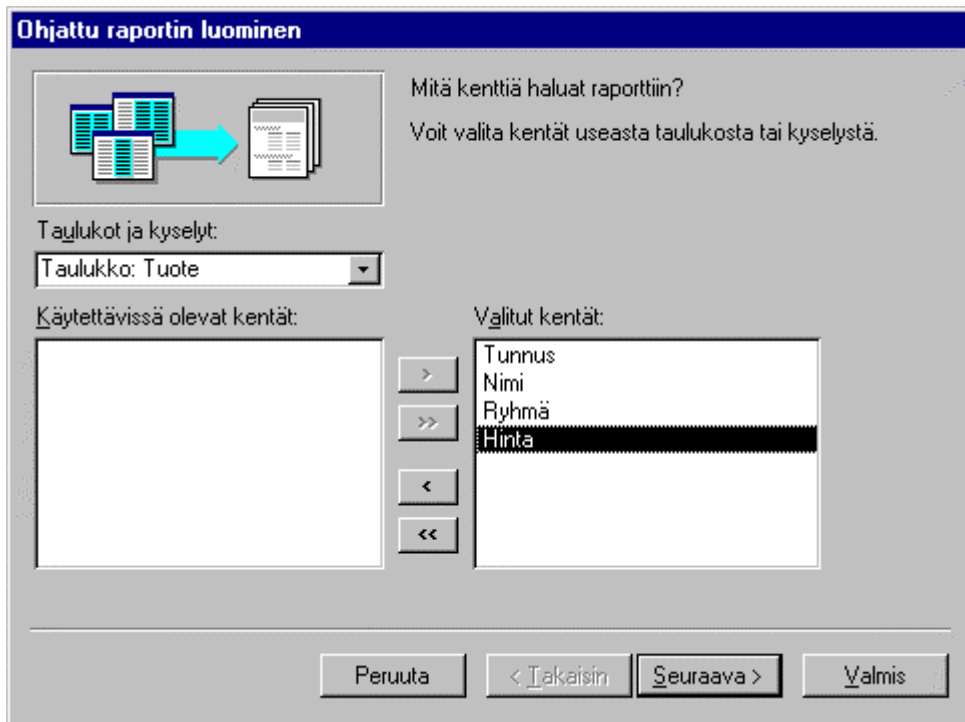 Ohjattu raportin luominen
Mitä kenttiä haluat raporttiin?
Voit valita kentät useasta taulukosta tai kyselystä.
Taulukot ja kyselyt:
Taulukko: Tuote
Käytettävissä olevat kentät:
Valitut kentät:
Tunnus
Nimi
Ryhmä
Hinta
>
>>
<
<<
Peruuta
< Takaisin
Seuraava >
Valmis